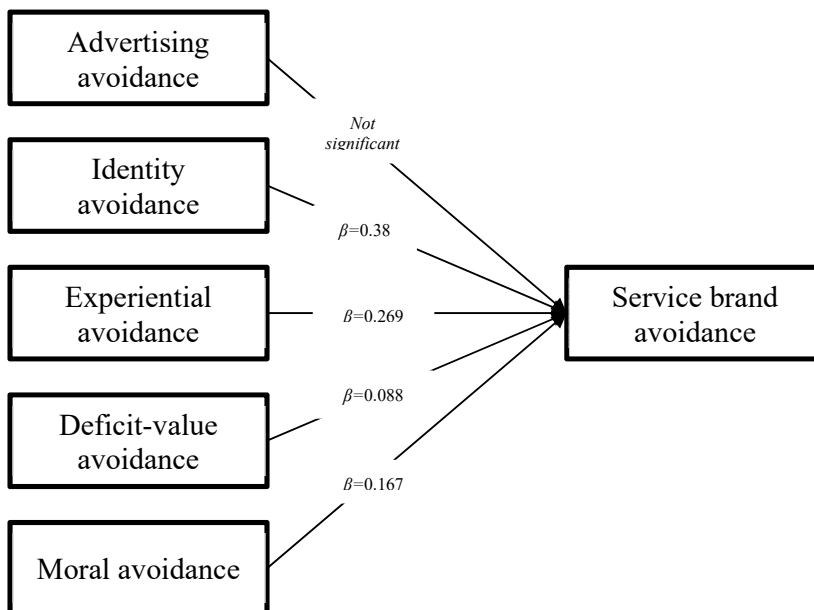 Advertising
avoidance
Not
significant
Identity
avoidance
β=0.38
Experiential
avoidance
β=0.269
Service brand
avoidance
Deficit-value
avoidance
β=0.088
Moral avoidance
β=0.167